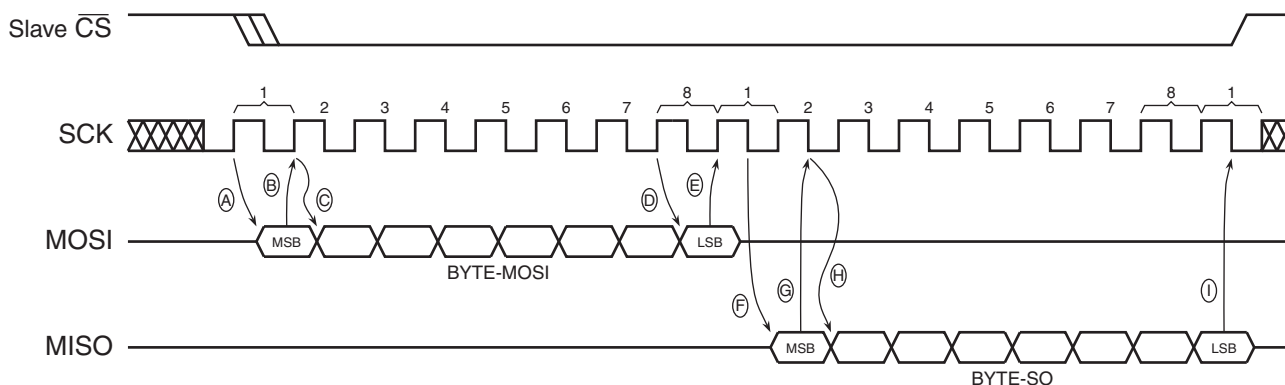 Slave CS
1 2 3 4 5 6 7 8 1 2 3 4 5 6 7 8 1
SCK
A B C D E
MOSI MSB LSB
BYTE-MOSI
F G H I
MISO MSB LSB
BYTE-SO